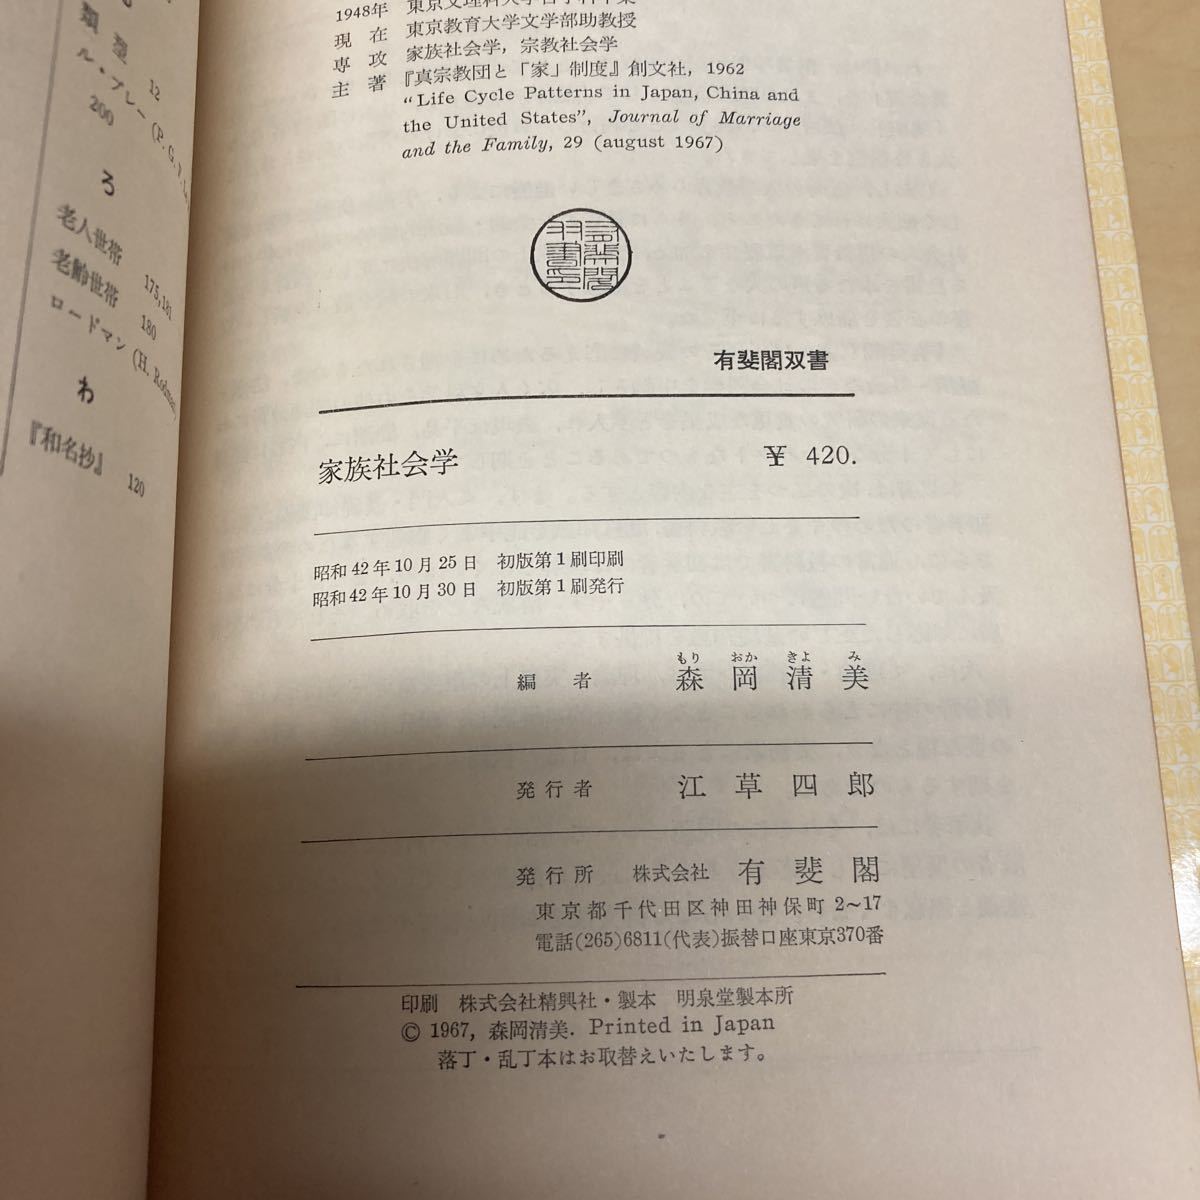 類型 12
ル・プレー (P. G. F. Le
200
ろ
老人世帯 175,181
老齢世帯 180
ロードマン (H. Rodman)
わ
『和名抄』 120
1948年 東京文理科大学哲学科卒業
現在 東京教育大学文学部助教授
専攻 家族社会学，宗教社会学
主著 『真宗教団と「家」制度』創文社，1962
“Life Cycle Patterns in Japan, China and
the United States”, Journal of Marriage
and the Family, 29 (august 1967)
有斐閣双書
家族社会学 ￥ 420.
昭和42年10月25日 初版第1刷印刷
昭和42年10月30日 初版第1刷発行
もり おか きよ み
編者 森岡清美
発行者 江草四郎
発行所 株式会社 有斐閣
東京都千代田区神田神保町2~17
電話(265)6811(代表)振替口座東京370番
印刷 株式会社精興社・製本 明泉堂製本所
© 1967, 森岡清美. Printed in Japan
落丁・乱丁本はお取替えいたします。